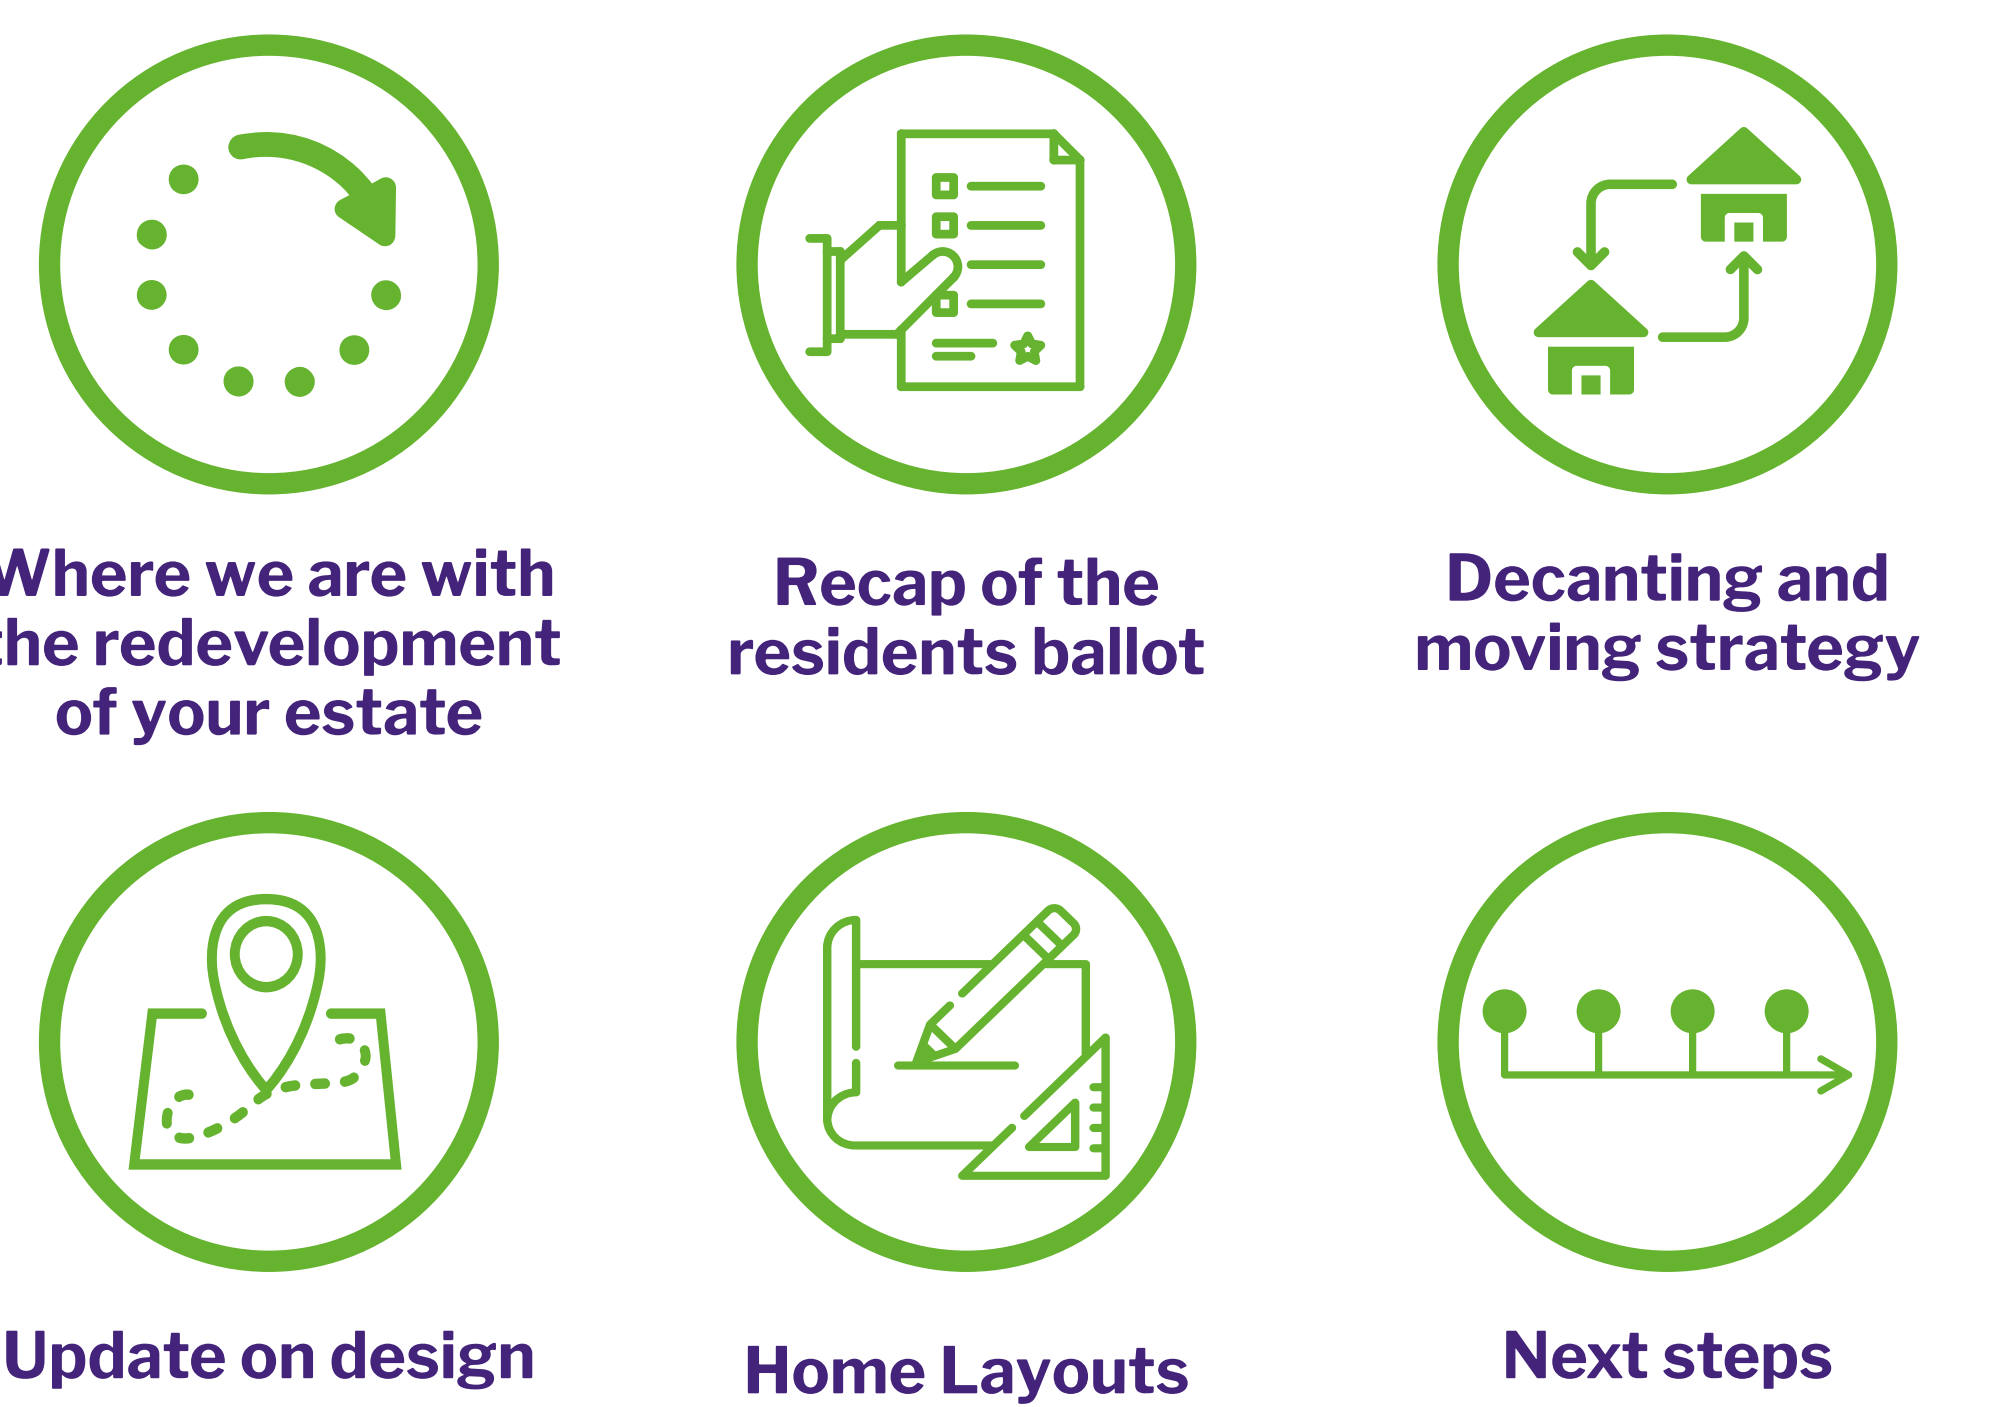 Where we are with
the redevelopment
of your estate
Recap of the
residents ballot
Decanting and
moving strategy
Update on design
Home Layouts
Next steps